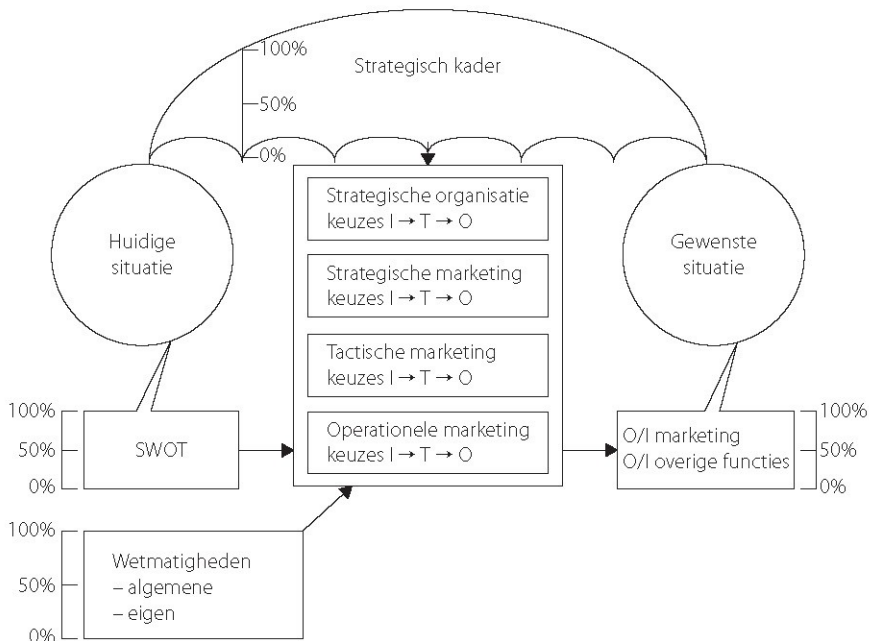 100%
50%
0%
Strategisch kader
Huidige
situatie
Strategische organisatie
keuzes I → T → O
Strategische marketing
keuzes I → T → O
Tactische marketing
keuzes I → T → O
Operationele marketing
keuzes I → T → O
Gewenste
situatie
100%
50%
0%
SWOT
O/I marketing
O/I overige functies
100%
50%
0%
100%
50%
0%
Wetmatigheden
– algemene
– eigen